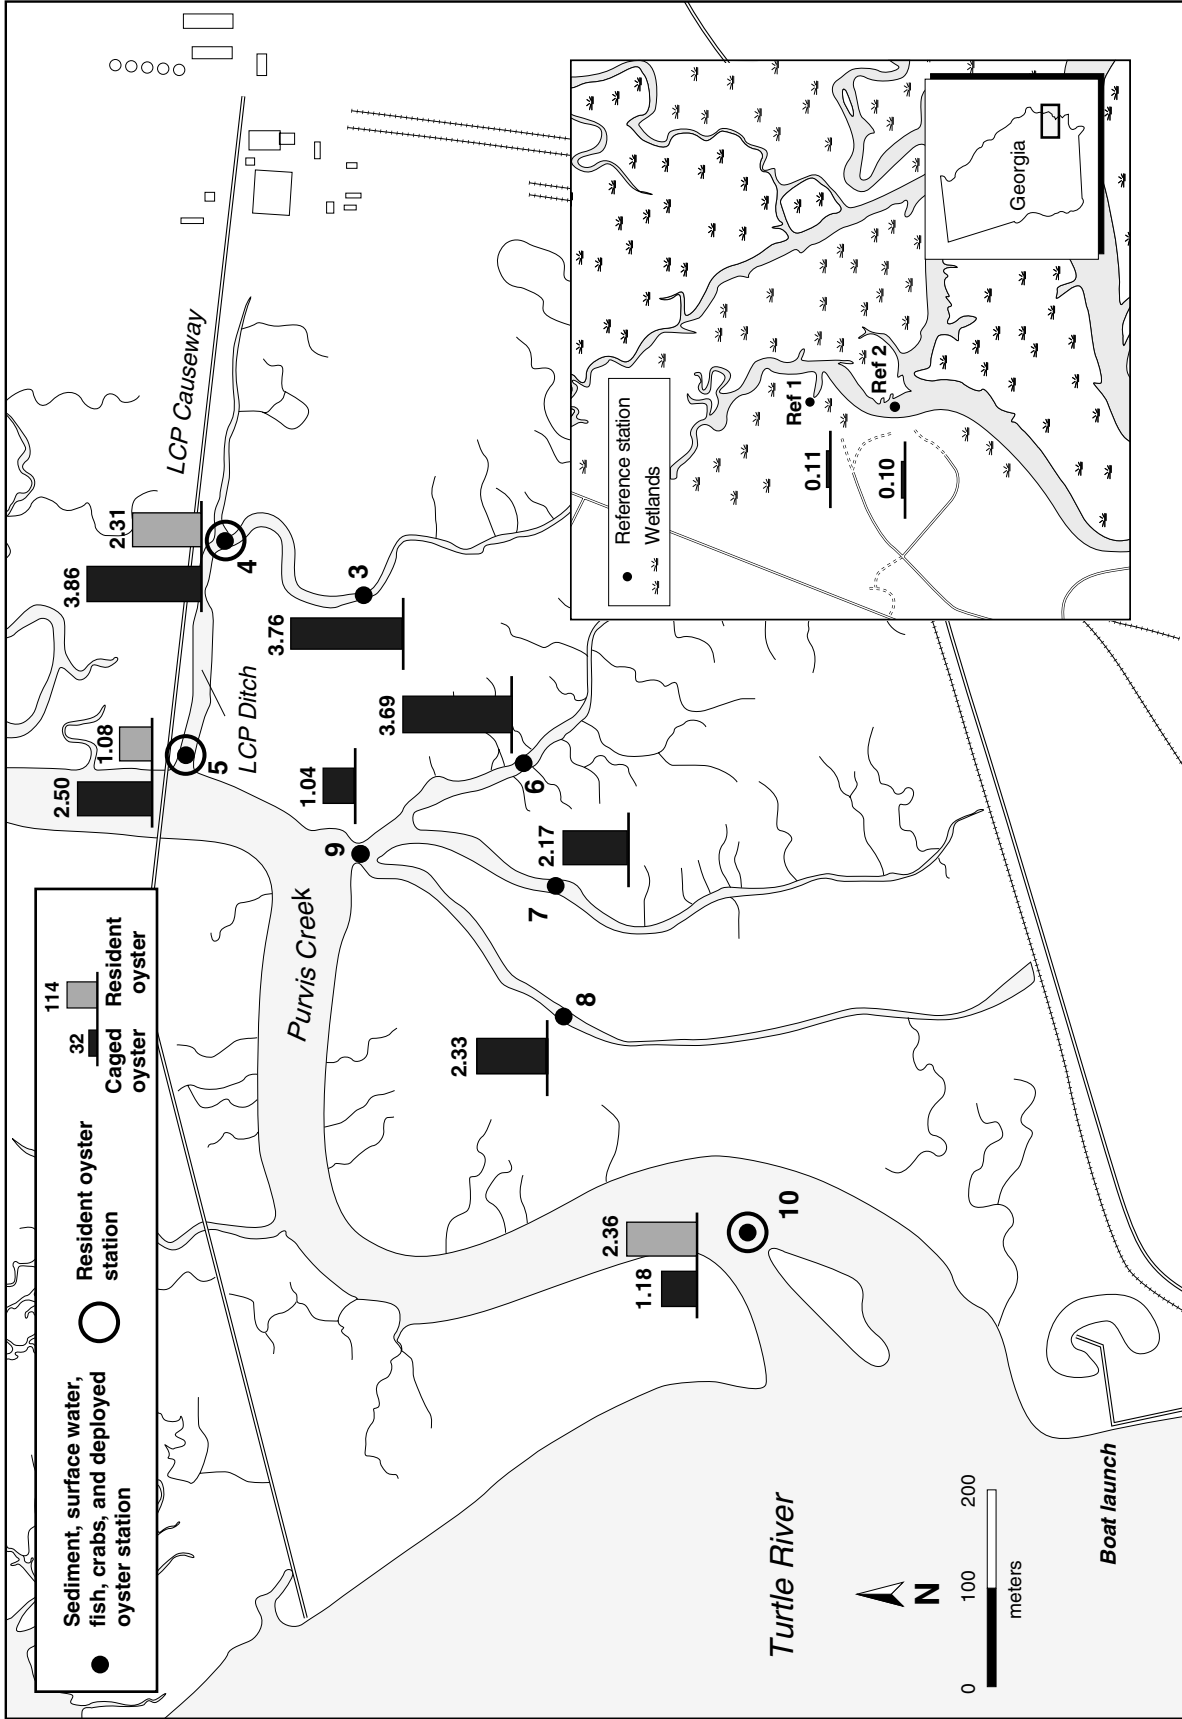 Sediment, surface water,
fish, crabs, and deployed
oyster station
Resident oyster
station
32
Caged
oyster
114
Resident
oyster
LCP Causeway
2.31
3.86
4
3
3.76
LCP Ditch
1.08
2.50
5
3.69
6
1.04
9
2.17
7
Purvis Creek
8
2.33
2.36
1.18
10
Turtle River
N
0
100
200
meters
Boat launch
Reference station
Wetlands
Ref 1
0.11
Ref 2
0.10
Georgia